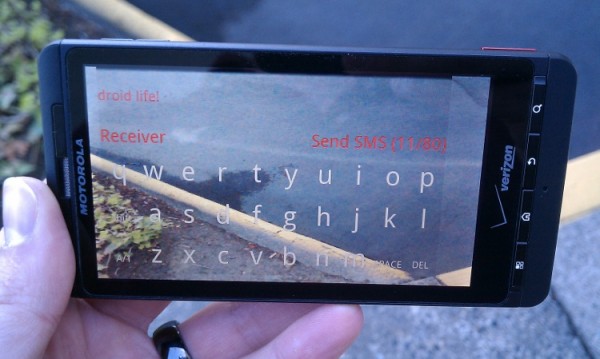 droid life!
Receiver Send SMS (11/80)
q w e r t y u i o p
a s d f g h j k l
z x c v b n m SPACE DEL
MOTOROLA
verizon